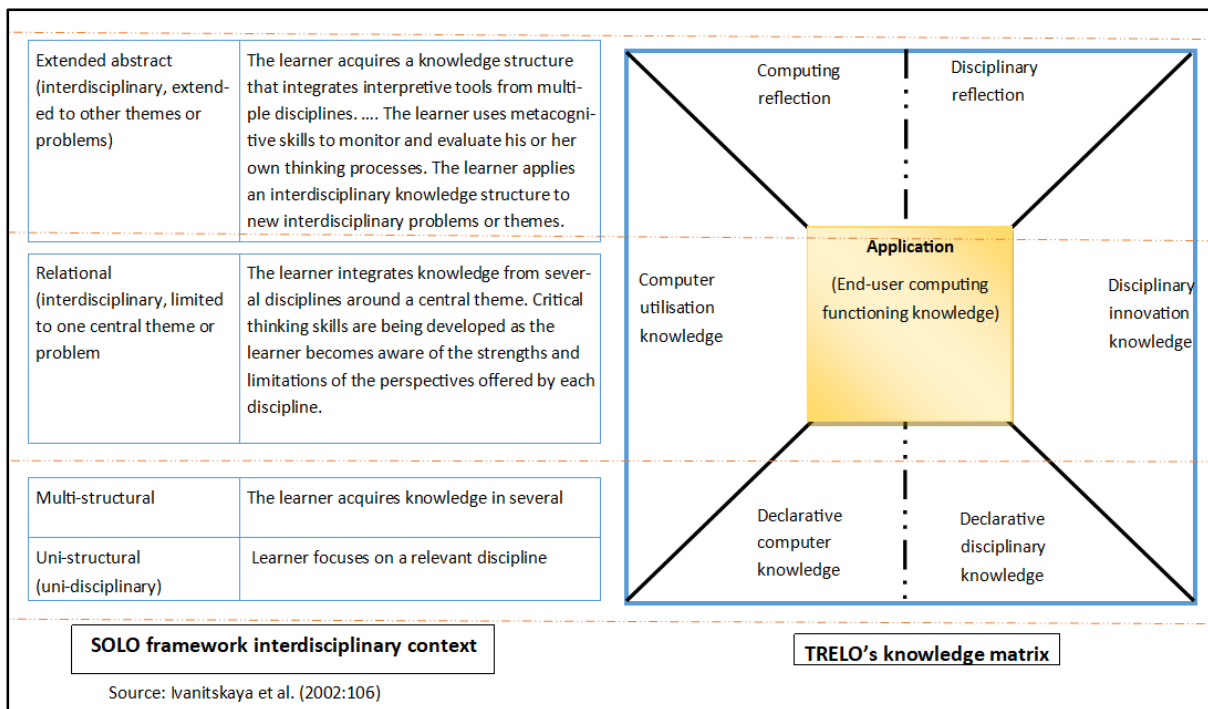 Extended abstract
(interdisciplinary, extend-
ed to other themes or
problems)
The learner acquires a knowledge structure
that integrates interpretive tools from multi-
ple disciplines. .... The learner uses metacogni-
tive skills to monitor and evaluate his or her
own thinking processes. The learner applies
an interdisciplinary knowledge structure to
new interdisciplinary problems or themes.
Relational
(interdisciplinary, limited
to one central theme or
problem
The learner integrates knowledge from sever-
al disciplines around a central theme. Critical
thinking skills are being developed as the
learner becomes aware of the strengths and
limitations of the perspectives offered by each
discipline.
Multi-structural
The learner acquires knowledge in several
Uni-structural
(uni-disciplinary)
Learner focuses on a relevant discipline
SOLO framework interdisciplinary context
Source: Ivanitskaya et al. (2002:106)
Computing
reflection
Disciplinary
reflection
Computer
utilisation
knowledge
Application
(End-user computing
functioning knowledge)
Disciplinary
innovation
knowledge
Declarative
computer
knowledge
Declarative
disciplinary
knowledge
TRELO's knowledge matrix